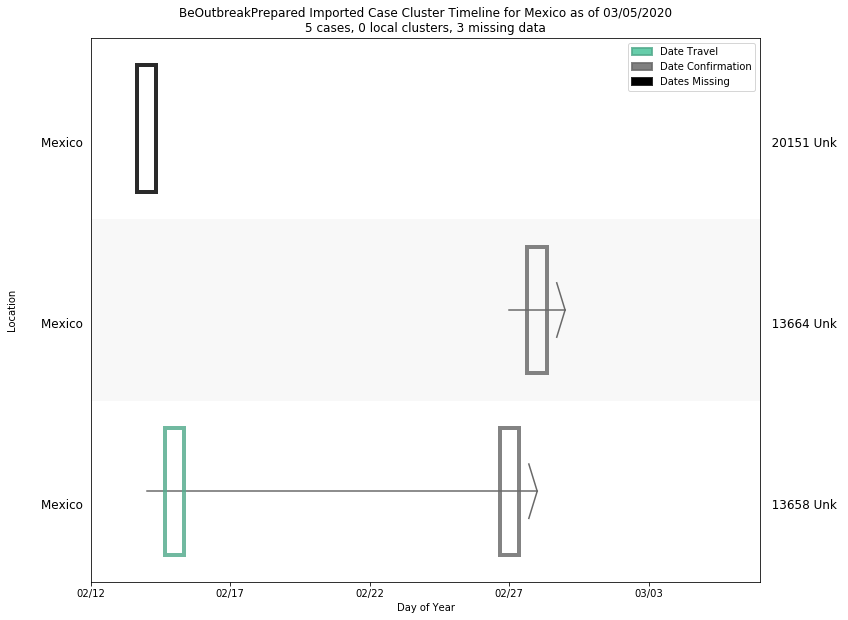 BeOutbreakPrepared Imported Case Cluster Timeline for Mexico as of 03/05/2020
5 cases, 0 local clusters, 3 missing data
Date Travel
Date Confirmation
Dates Missing
Mexico
20151 Unk
Location
Mexico
13664 Unk
Mexico
13658 Unk
02/12
02/17
02/22
02/27
03/03
Day of Year